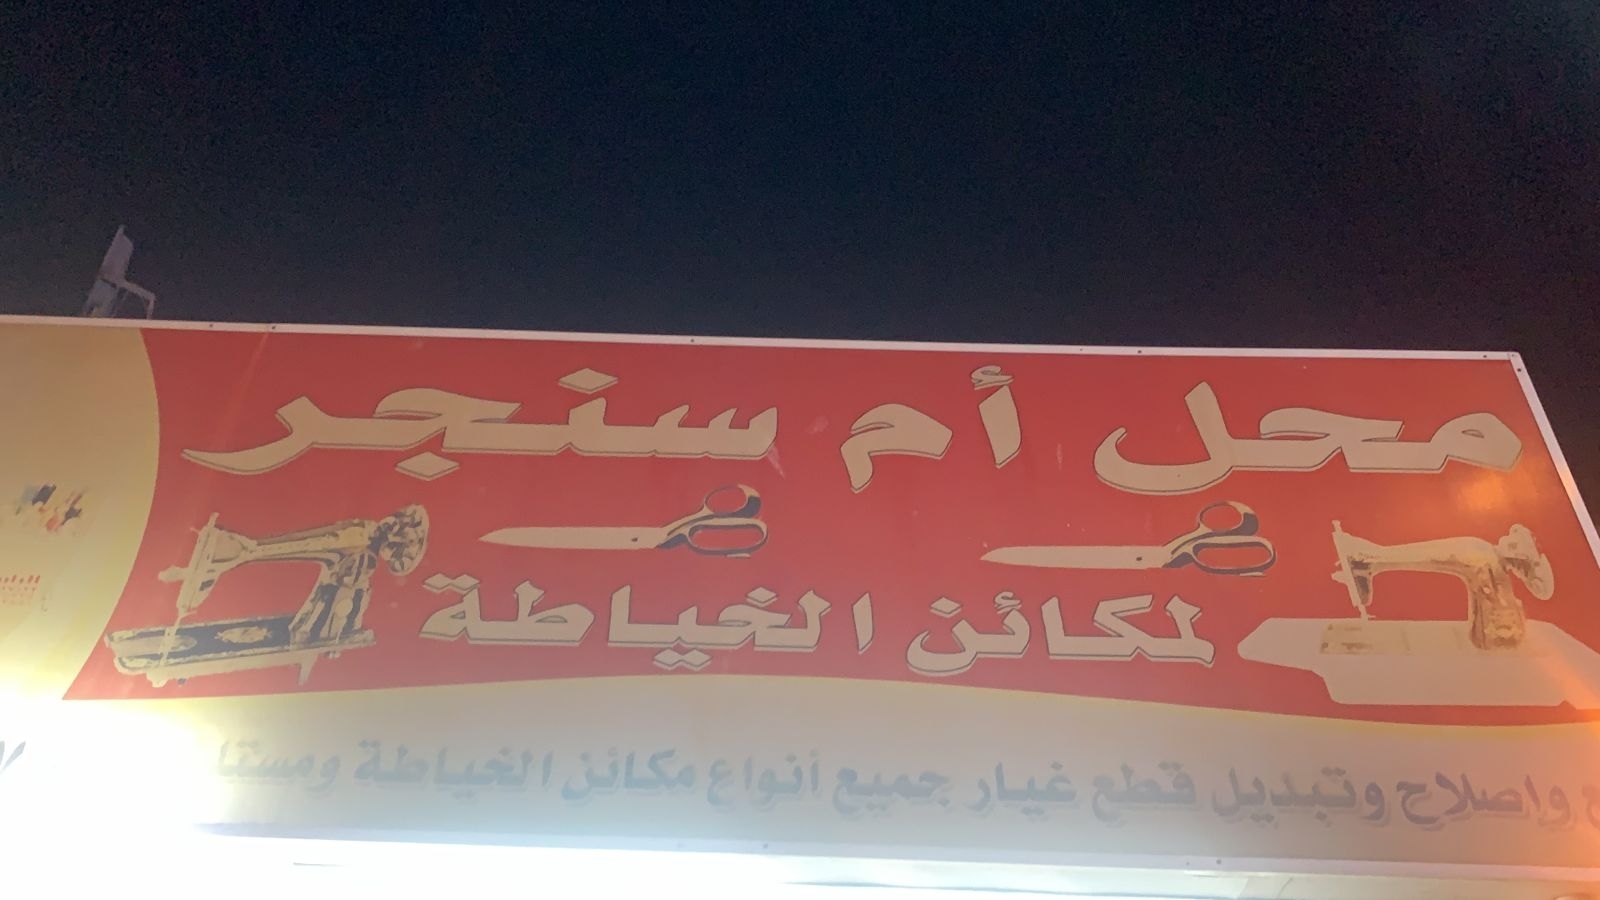 محل أم سنجر
لمكائن الخياطة
واصلاح وتبديل قطع غيار جميع أنواع مكائن الخياطة